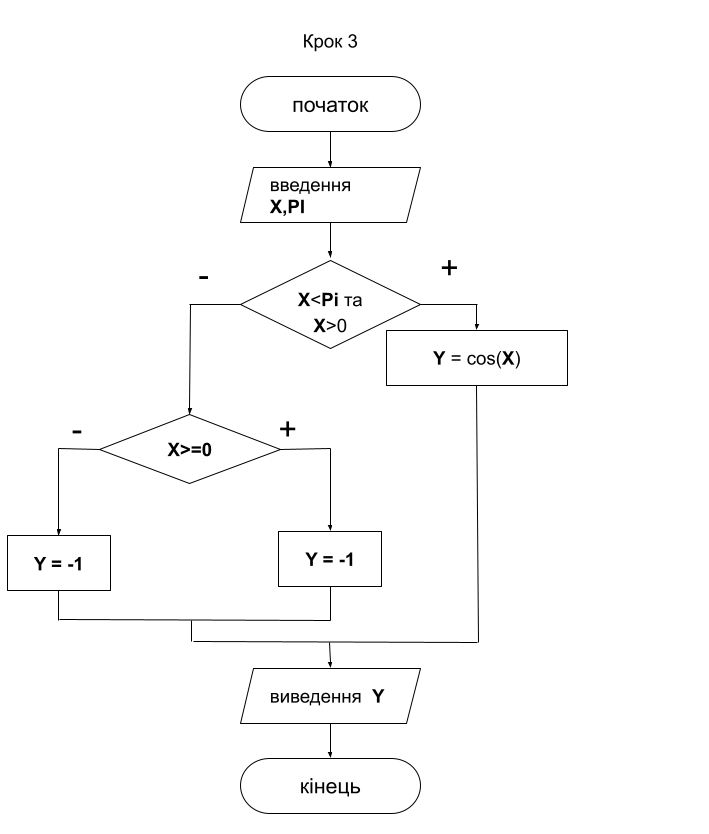 Крок 3
початок
введення
X,PI
-
+
X<Pi та
X>0
Y = cos(X)
-
+
X>=0
Y = -1
Y = -1
виведення Y
кінець